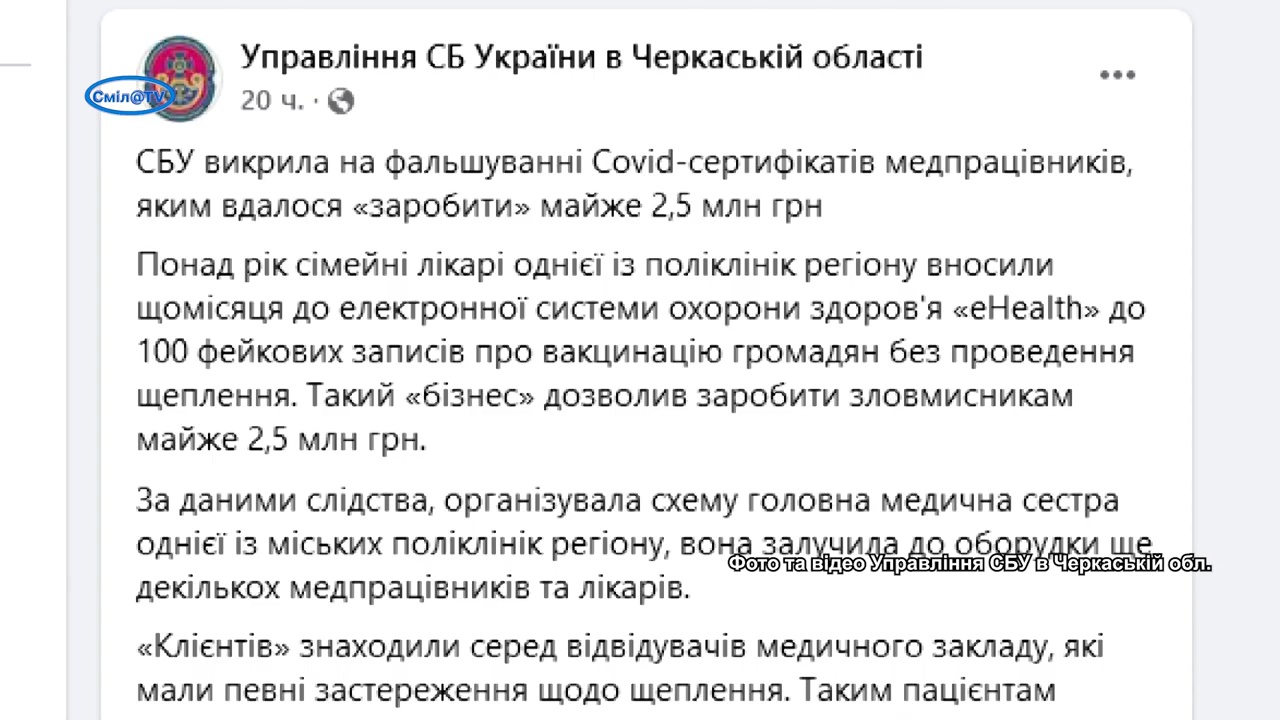 Управління СБ України в Черкаській області
Сміл@TV
20 ч. ·
СБУ викрила на фальшуванні Covid-сертифікатів медпрацівників,
яким вдалося «заробити» майже 2,5 млн грн
Понад рік сімейні лікарі однієї із поліклінік регіону вносили
щомісяця до електронної системи охорони здоров'я «eHealth» до
100 фейкових записів про вакцинацію громадян без проведення
щеплення. Такий «бізнес» дозволив заробити зловмисникам
майже 2,5 млн грн.
За даними слідства, організувала схему головна медична сестра
однієї із міських поліклінік регіону, вона залучила до оборудки ще
Фото та відео Управління СБУ в Черкаській обл.
декількох медпрацівників та лікарів.
«Клієнтів» знаходили серед відвідувачів медичного закладу, які
мали певні застереження щодо щеплення. Таким пацієнтам